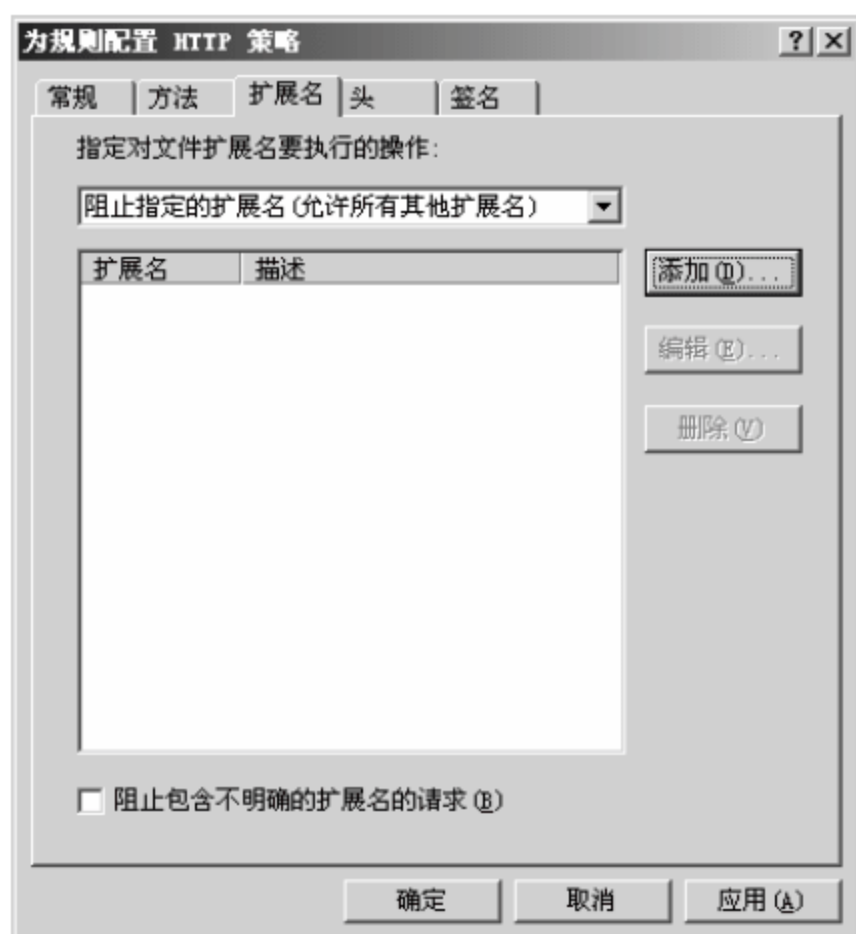 为规则配置 HTTP 策略
常规 方法 扩展名 头 签名
指定对文件扩展名要执行的操作:
阻止指定的扩展名(允许所有其他扩展名)
扩展名 描述
添加(D)...
编辑(E)...
删除(V)
阻止包含不明确的扩展名的请求(B)
确定 取消 应用(A)